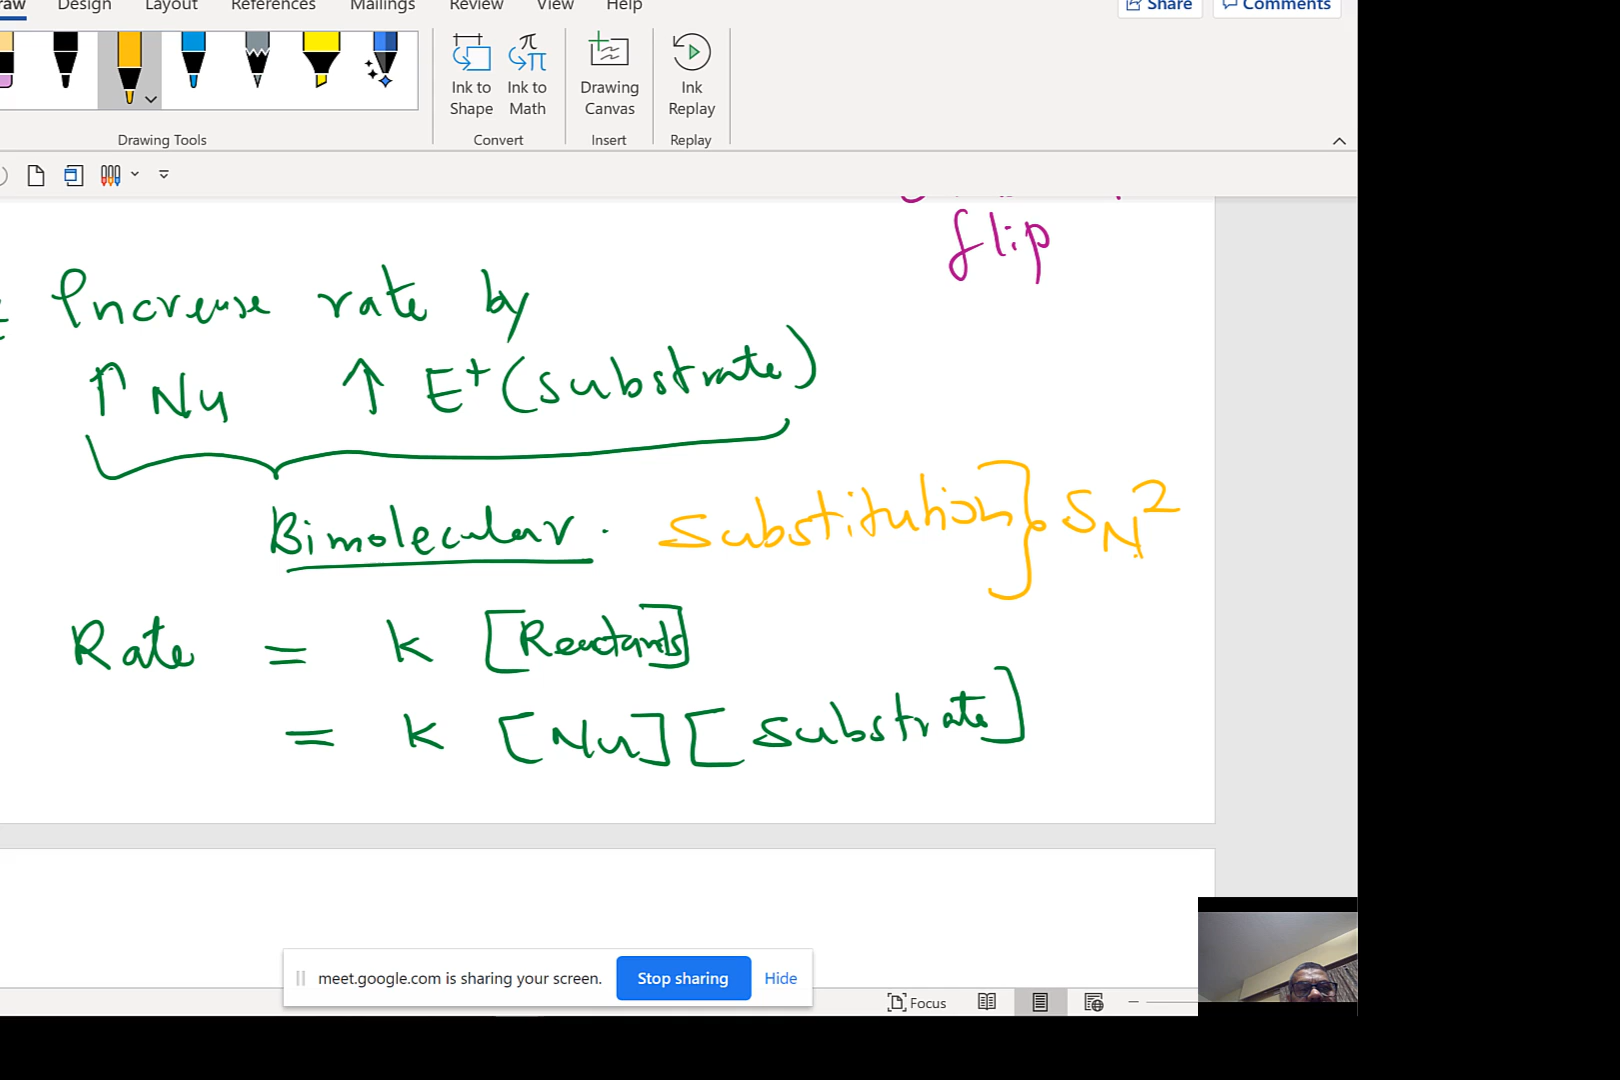 Design Layout References Mailings Review View Help Share Comments
Ink to Shape Ink to Math Drawing Canvas Ink Replay
Drawing Tools Convert Insert Replay
flip
Increase rate by
↑ Nu ↑ E+ (substrate)
Bimolecular. Substitution} SN2
Rate = k [Reactants]
= k [Nu] [substrate]
meet.google.com is sharing your screen. Stop sharing Hide
Focus